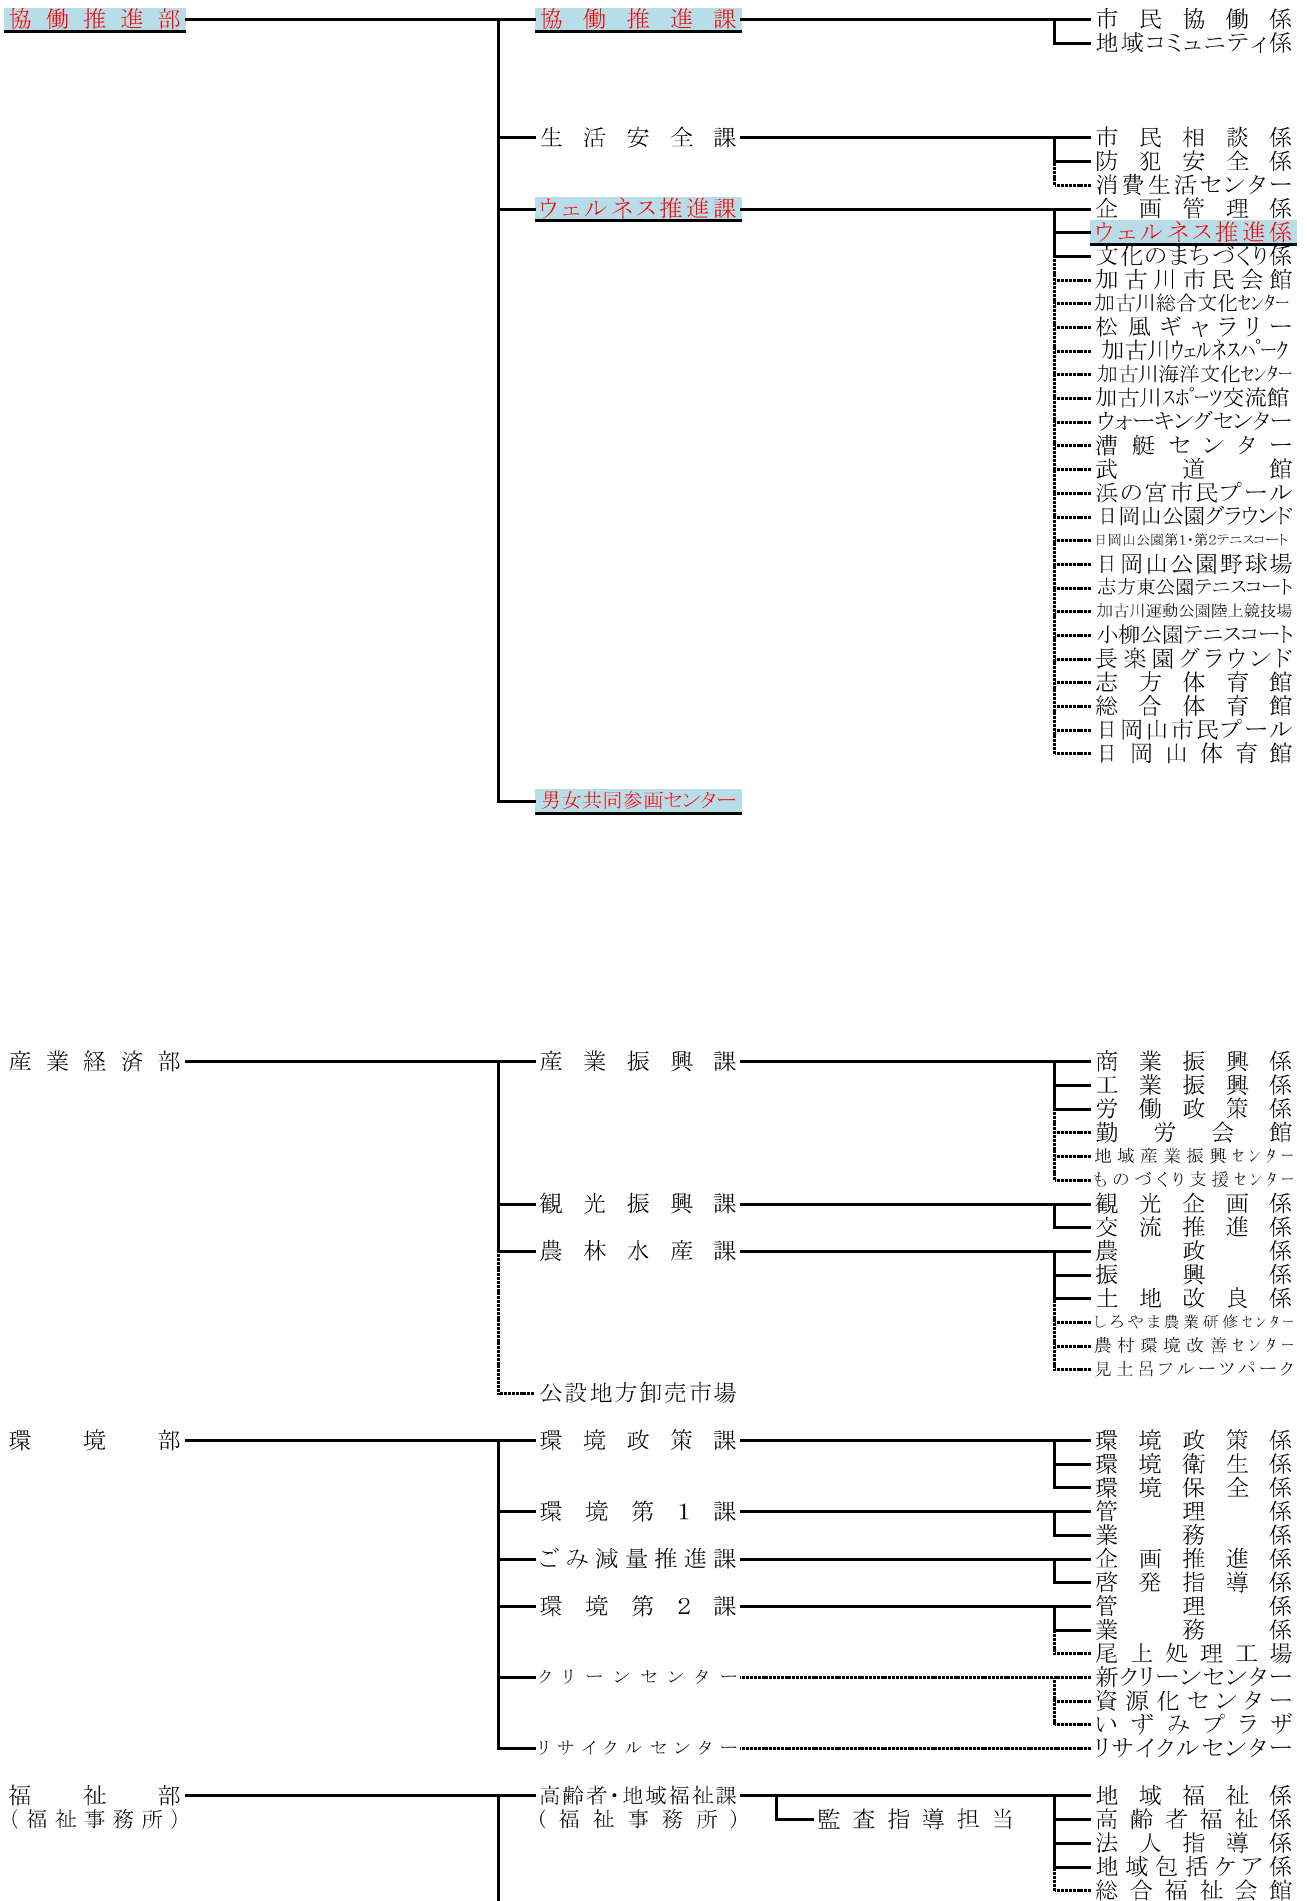 協働推進部 協働推進課 市民協働係
地域コミュニティ係
生活安全課 市民相談係
防犯安全係
消費生活センター
ウェルネス推進課 企画管理係
ウェルネス推進係
文化のまちづくり係
加古川市民会館
加古川総合文化センター
松風ギャラリー
加古川ウェルネスパーク
加古川海洋文化センター
加古川スポーツ交流館
ウォーキングセンター
漕艇センター
武道館
浜の宮市民プール
日岡山公園グラウンド
日岡山公園第1・第2テニスコート
日岡山公園野球場
志方東公園テニスコート
加古川運動公園陸上競技場
小柳公園テニスコート
長楽園グラウンド
志方体育館
総合体育館
日岡山市民プール
日岡山体育館
男女共同参画センター
産業経済部 産業振興課 商業振興係
工業振興係
労働政策係
勤労会館
地域産業振興センター
ものづくり支援センター
観光振興課 観光企画係
交流推進係
農林水産課 農政係
振興係
土地改良係
しろやま農業研修センター
農村環境改善センター
見土呂フルーツパーク
公設地方卸売市場
環境部 環境政策課 環境政策係
環境衛生係
環境保全係
環境第1課 管理係
業務係
ごみ減量推進課 企画推進係
啓発指導係
環境第2課 管理係
業務係
尾上処理工場
クリーンセンター 新クリーンセンター
資源化センター
いずみプラザ
リサイクルセンター リサイクルセンター
福祉部 高齢者・地域福祉課 地域福祉係
(福祉事務所) (福祉事務所) 監査指導担当 高齢者福祉係
法人指導係
地域包括ケア係
総合福祉会館